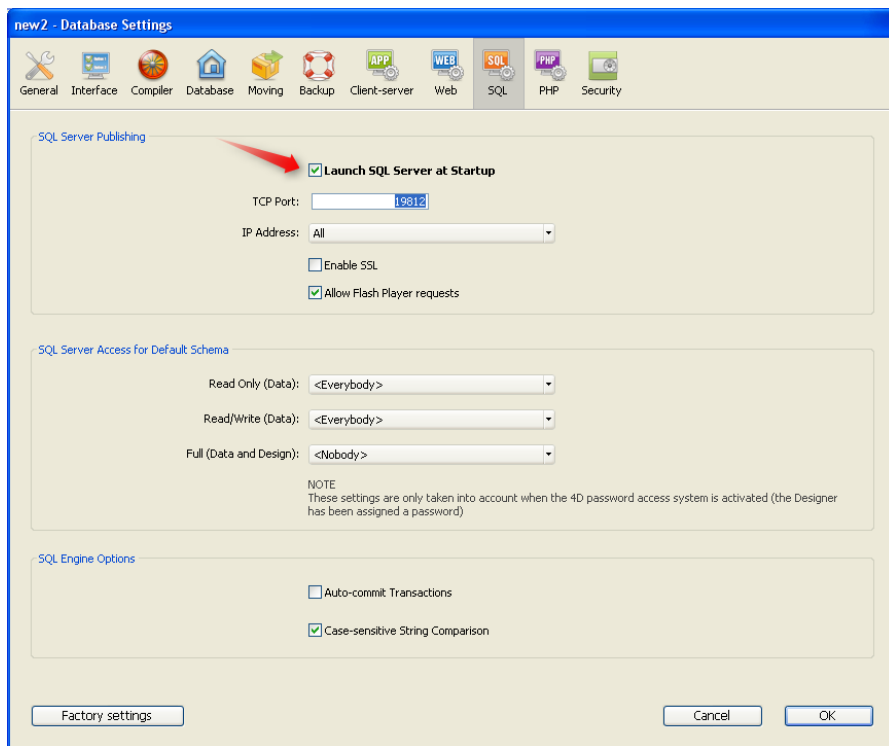 new2 - Database Settings
General Interface Compiler Database Moving Backup Client-server Web SQL PHP Security
APP WEB SQL PHP
SQL Server Publishing
Launch SQL Server at Startup
TCP Port: 19812
IP Address: All
Enable SSL
Allow Flash Player requests
SQL Server Access for Default Schema
Read Only (Data): <Everybody>
Read/Write (Data): <Everybody>
Full (Data and Design): <Nobody>
NOTE
These settings are only taken into account when the 4D password access system is activated (the Designer
has been assigned a password)
SQL Engine Options
Auto-commit Transactions
Case-sensitive String Comparison
Factory settings Cancel OK